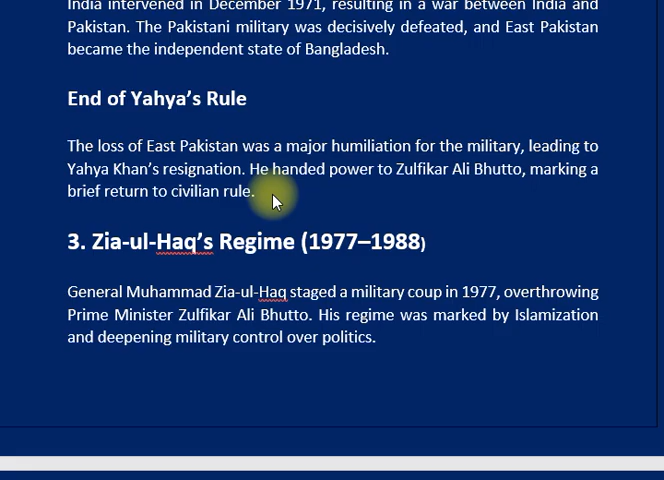 India intervened in December 1971, resulting in a war between India and
Pakistan. The Pakistani military was decisively defeated, and East Pakistan
became the independent state of Bangladesh.
End of Yahya’s Rule
The loss of East Pakistan was a major humiliation for the military, leading to
Yahya Khan’s resignation. He handed power to Zulfikar Ali Bhutto, marking a
brief return to civilian rule.
3. Zia-ul-Haq’s Regime (1977–1988)
General Muhammad Zia-ul-Haq staged a military coup in 1977, overthrowing
Prime Minister Zulfikar Ali Bhutto. His regime was marked by Islamization
and deepening military control over politics.